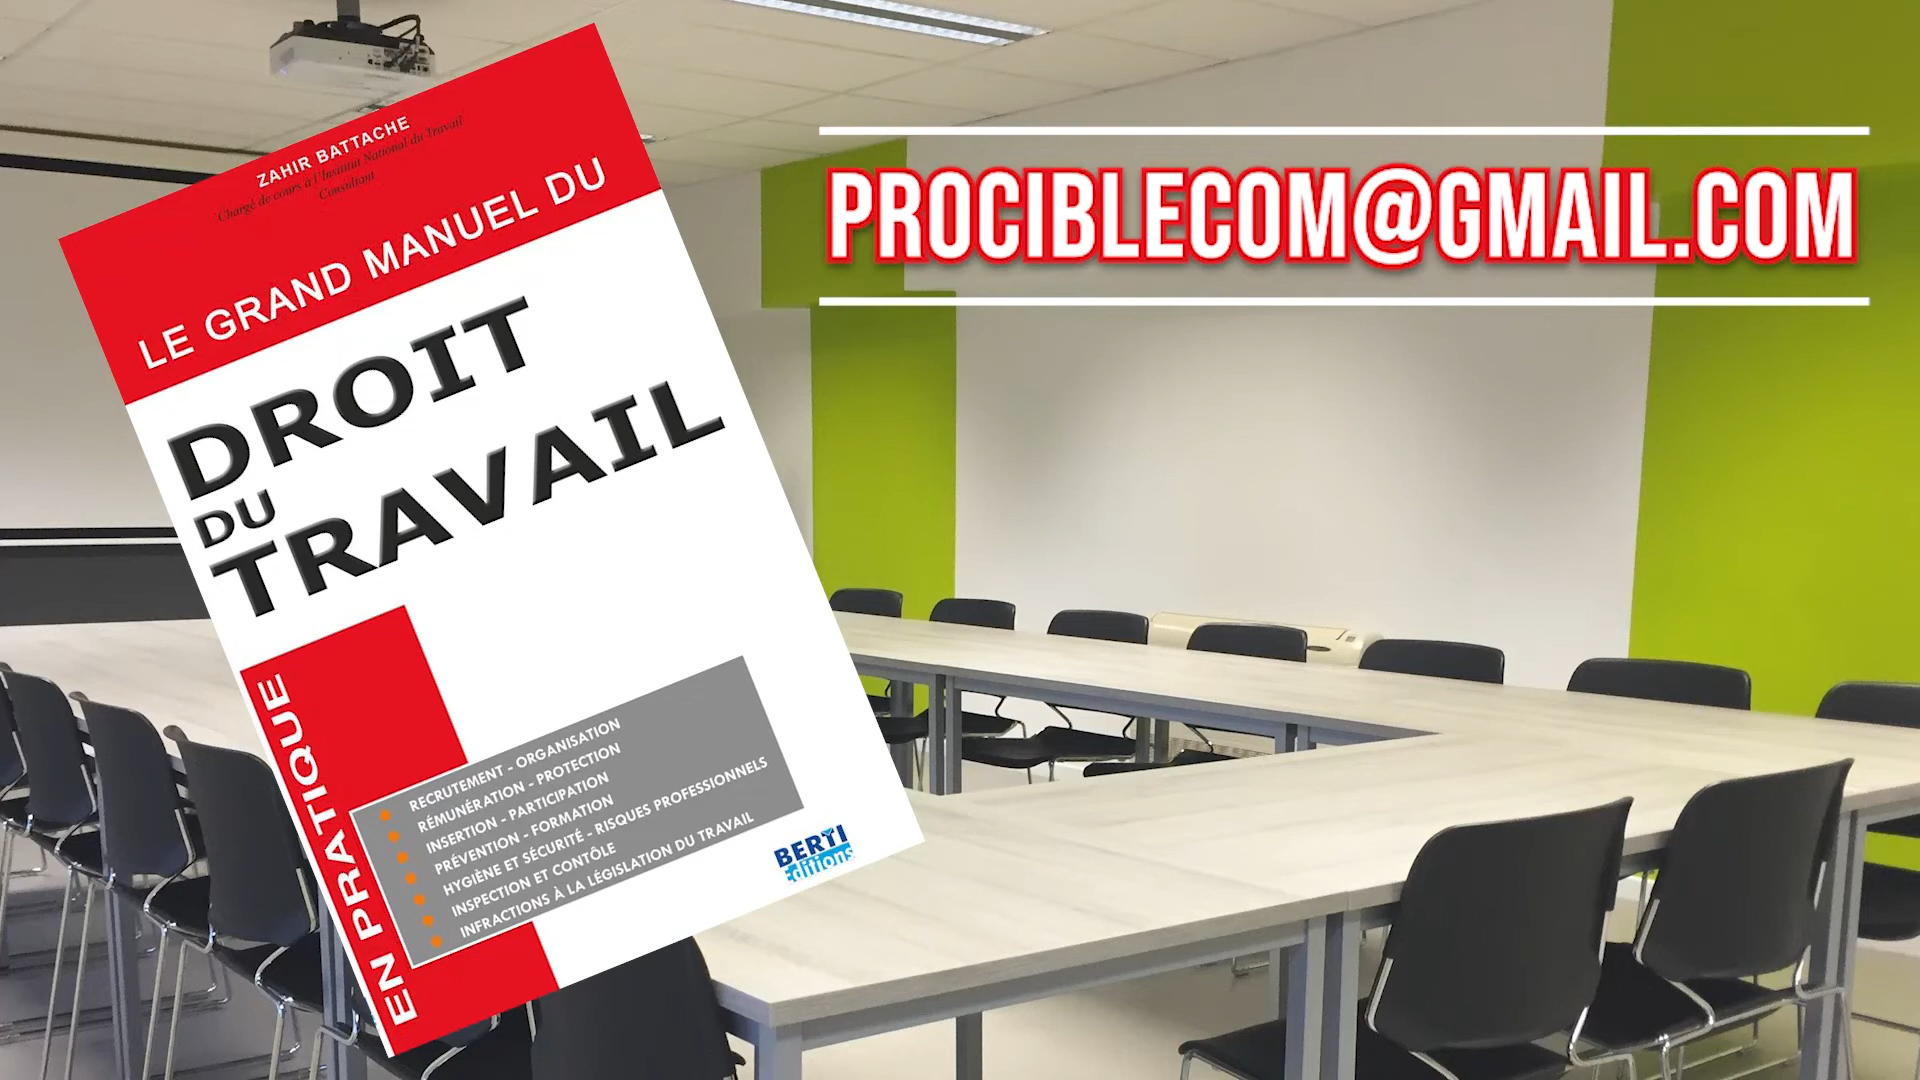 ZAHIR BATTACHE
Chargé de cours à l'Institut National du Travail
Consultant
LE GRAND MANUEL DU
DROIT
DU
TRAVAIL
EN PRATIQUE
RECRUTEMENT - ORGANISATION
RÉMUNÉRATION - PROTECTION
INSERTION - PARTICIPATION
PRÉVENTION - FORMATION
HYGIÈNE ET SÉCURITÉ - RISQUES PROFESSIONNELS
INSPECTION ET CONTÔLE
INFRACTIONS À LA LÉGISLATION DU TRAVAIL
BERTI
Editions
PROCIBLECOM@GMAIL.COM